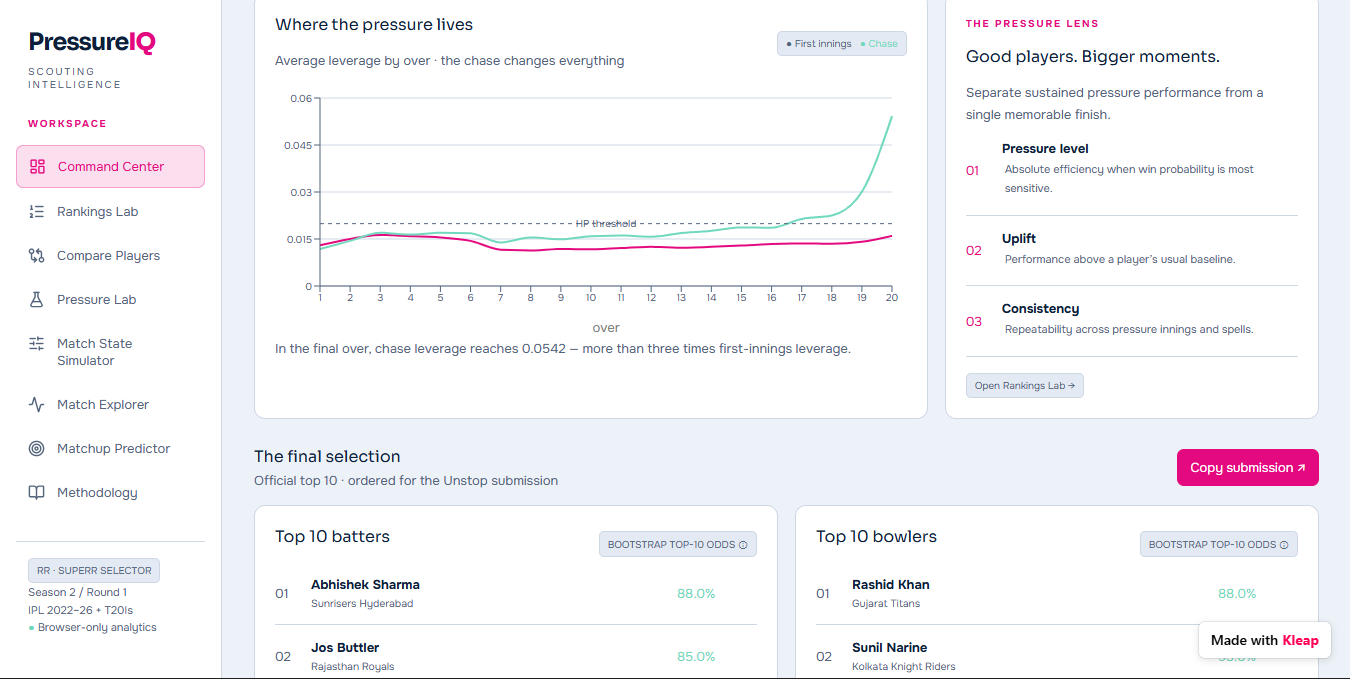 PressureIQ
SCOUTING
INTELLIGENCE
WORKSPACE
Command Center
Rankings Lab
Compare Players
Pressure Lab
Match State
Simulator
Match Explorer
Matchup Predictor
Methodology
RR · SUPERR SELECTOR
Season 2 / Round 1
IPL 2022–26 + T20Is
Browser-only analytics
Where the pressure lives
Average leverage by over · the chase changes everything
First innings Chase
0.06
0.045
0.03
HP threshold
0.015
0
1 2 3 4 5 6 7 8 9 10 11 12 13 14 15 16 17 18 19 20
over
In the final over, chase leverage reaches 0.0542 — more than three times first-innings leverage.
THE PRESSURE LENS
Good players. Bigger moments.
Separate sustained pressure performance from a
single memorable finish.
01 Pressure level
Absolute efficiency when win probability is most
sensitive.
02 Uplift
Performance above a player's usual baseline.
03 Consistency
Repeatability across pressure innings and spells.
Open Rankings Lab →
The final selection
Official top 10 · ordered for the Unstop submission
Copy submission ↗
Top 10 batters
BOOTSTRAP TOP-10 ODDS
01 Abhishek Sharma 88.0%
Sunrisers Hyderabad
02 Jos Buttler 85.0%
Rajasthan Royals
Top 10 bowlers
BOOTSTRAP TOP-10 ODDS
01 Rashid Khan 88.0%
Gujarat Titans
02 Sunil Narine
Kolkata Knight Riders
Made with Kleap